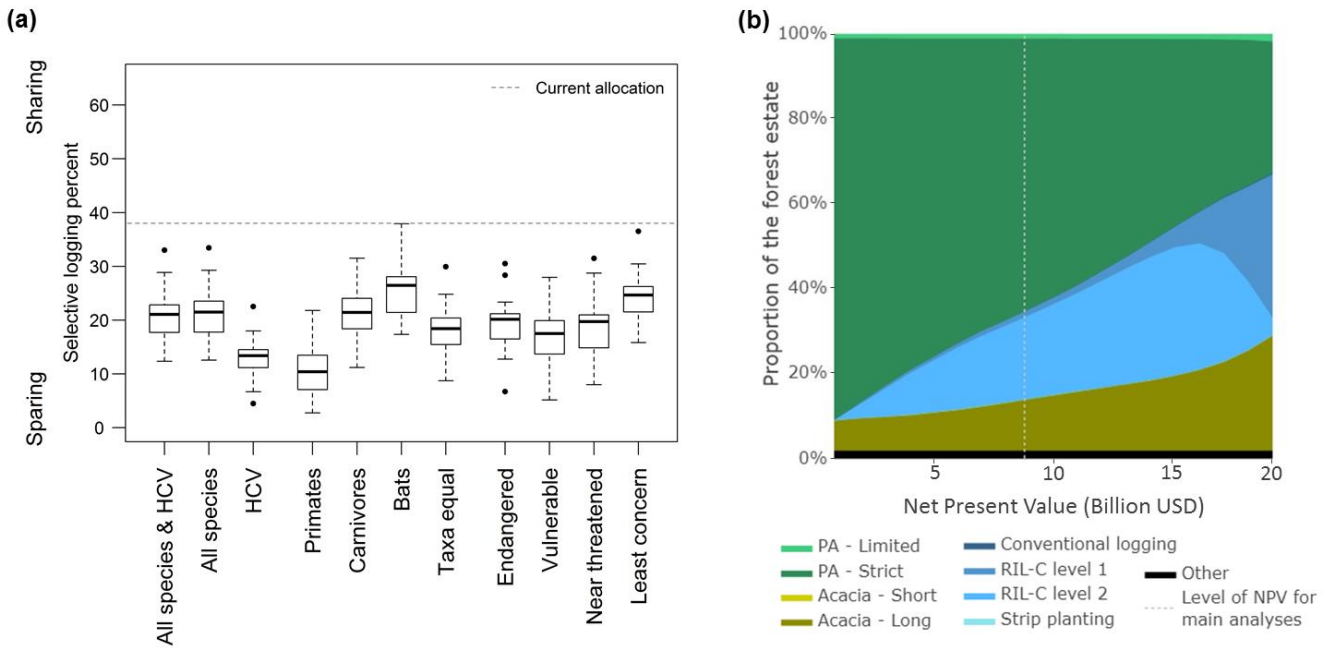 (a)
Sharing
Sparing
Selective logging percent
60
50
40
30
20
10
0
Current allocation
All species & HCV
All species
HCV
Primates
Carnivores
Bats
Taxa equal
Endangered
Vulnerable
Near threatened
Least concern
(b)
Proportion of the forest estate
100%
80%
60%
40%
20%
0%
5
10
15
20
Net Present Value (Billion USD)
PA - Limited
PA - Strict
Acacia - Short
Acacia - Long
Conventional logging
RIL-C level 1
RIL-C level 2
Strip planting
Other
Level of NPV for
main analyses